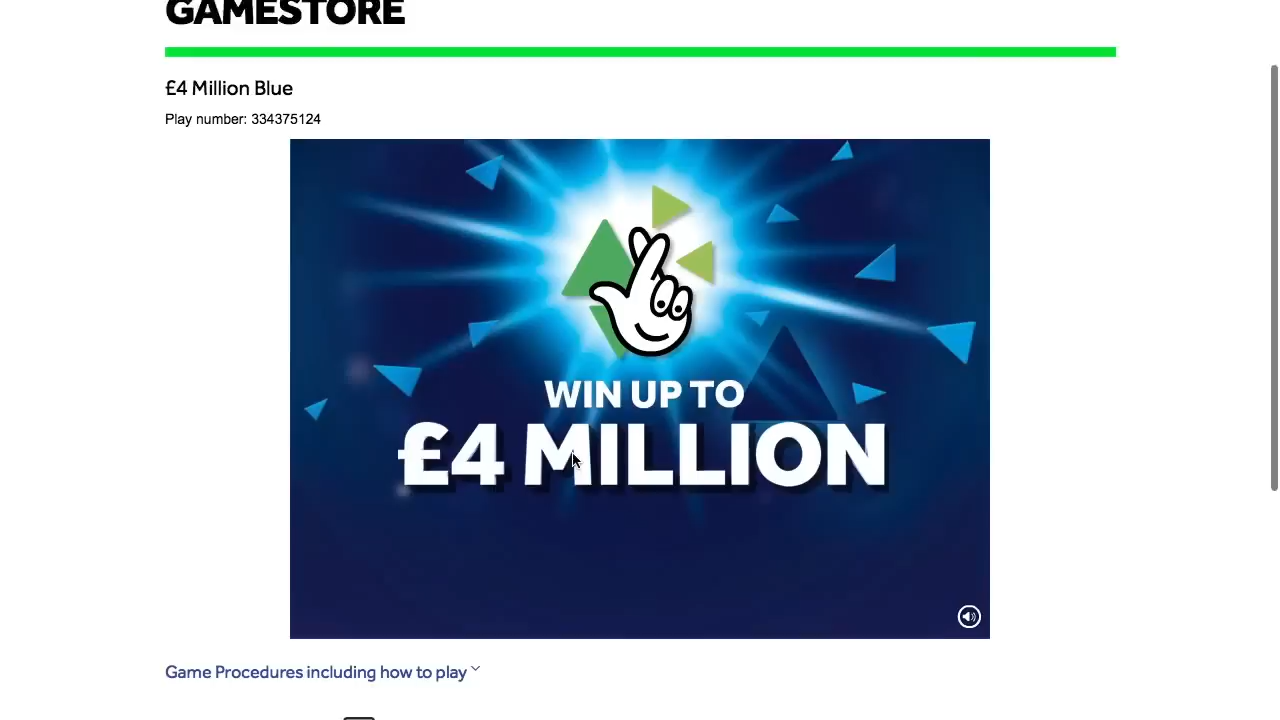 GAMESTORE
£4 Million Blue
Play number: 334375124
WIN UP TO
£4 MILLION
Game Procedures including how to play